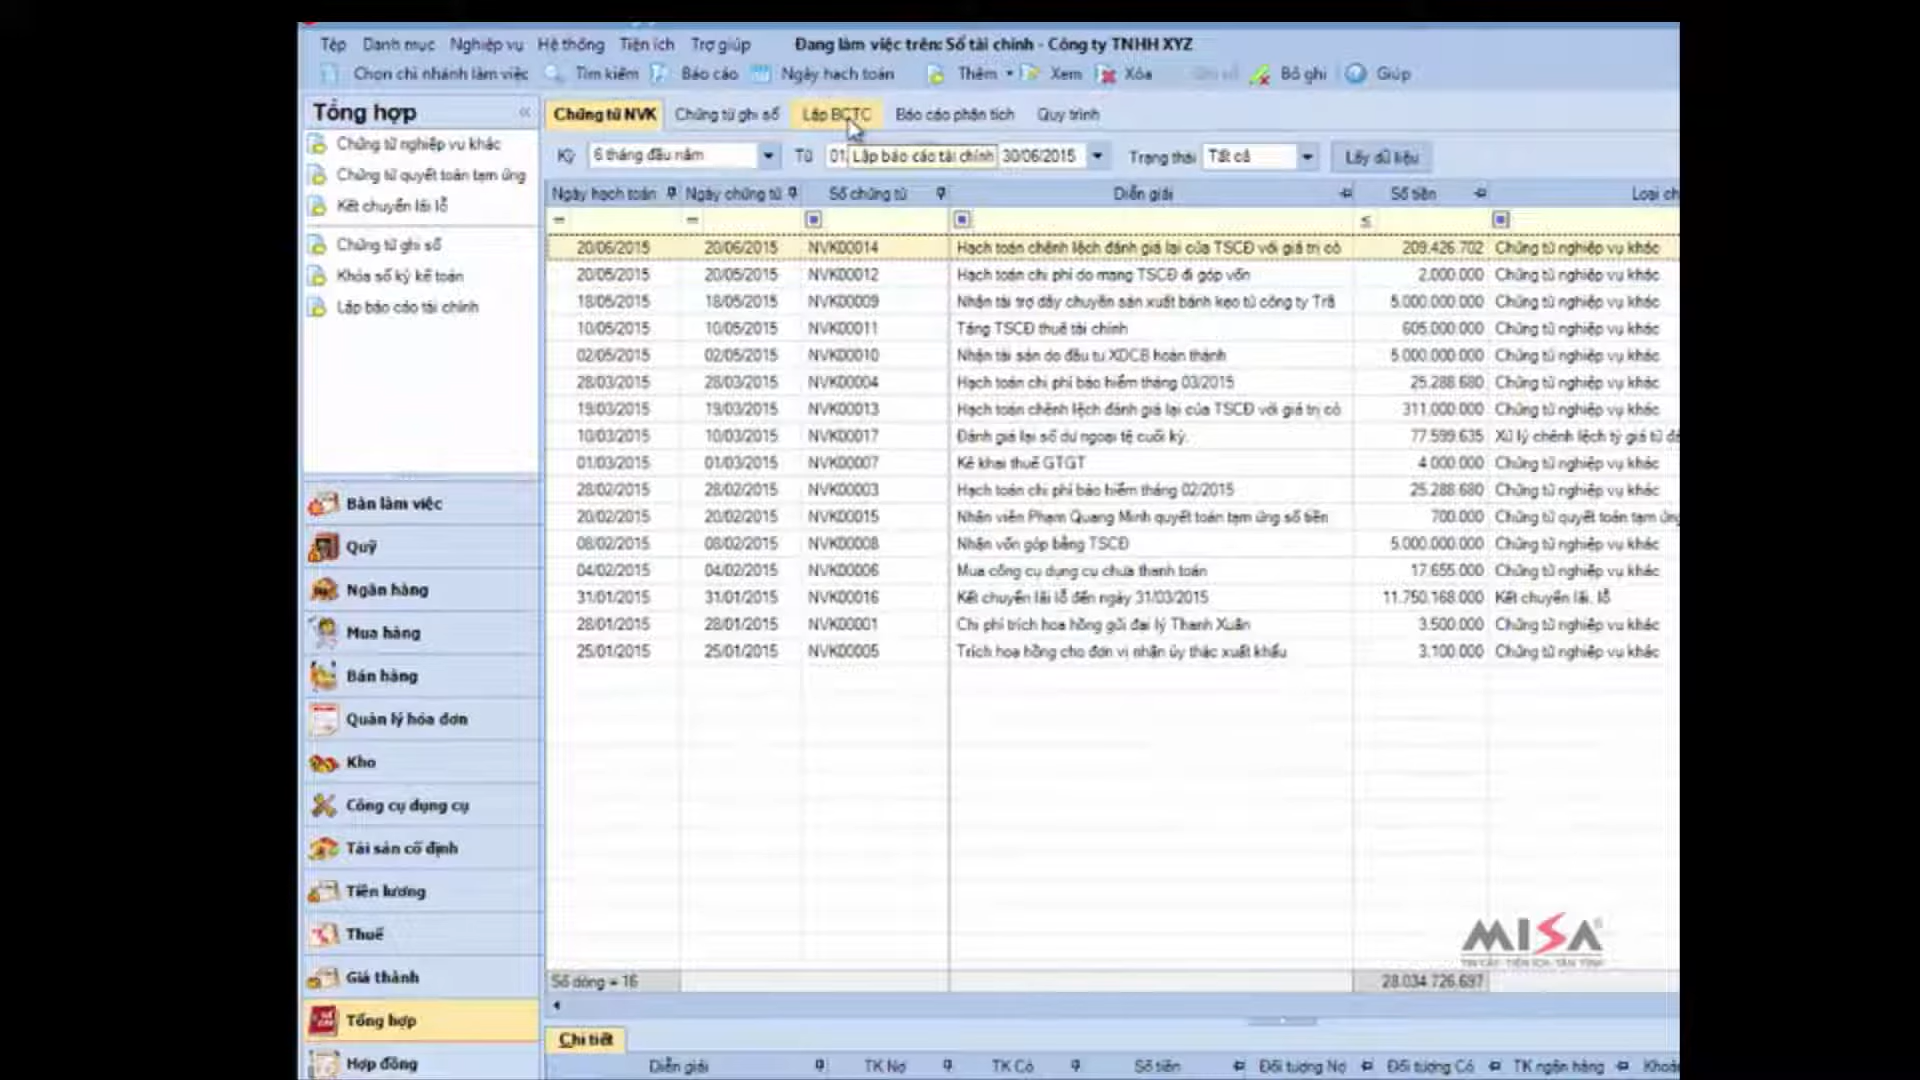 Tệp Danh mục Nghiệp vụ Hệ thống Tiện ích Trợ giúp Đang làm việc trên: Sổ tài chính - Công ty TNHH XYZ
Chọn chi nhánh làm việc Tìm kiếm Báo cáo Ngày hạch toán Thêm Xem Xóa Ghi sổ Bỏ ghi Giúp
Tổng hợp «
Chứng từ nghiệp vụ khác
Chứng từ quyết toán tạm ứng
Kết chuyển lãi lỗ
Chứng từ ghi sổ
Khóa sổ kỳ kế toán
Lập báo cáo tài chính
Bàn làm việc
Quỹ
Ngân hàng
Mua hàng
Bán hàng
Quản lý hóa đơn
Kho
Công cụ dụng cụ
Tài sản cố định
Tiền lương
Thuế
Giá thành
Tổng hợp
Hợp đồng
Chứng từ NVK Chứng từ ghi sổ Lập BCTC Báo cáo phân tích Quy trình
Kỳ 6 tháng đầu năm Từ 01 Lập báo cáo tài chính 30/06/2015 Trạng thái Tất cả Lấy dữ liệu
Ngày hạch toán Ngày chứng từ Số chứng từ Diễn giải Số tiền Loại ch
= = ≤
20/06/2015 20/06/2015 NVK00014 Hạch toán chênh lệch đánh giá lại của TSCĐ với giá trị cò 209.426.702 Chứng từ nghiệp vụ khác
20/05/2015 20/05/2015 NVK00012 Hạch toán chi phí do mang TSCĐ đi góp vốn 2.000.000 Chứng từ nghiệp vụ khác
18/05/2015 18/05/2015 NVK00009 Nhận tài trợ dây chuyền sản xuất bánh kẹo từ công ty Trà 5.000.000.000 Chứng từ nghiệp vụ khác
10/05/2015 10/05/2015 NVK00011 Tăng TSCĐ thuê tài chính 605.000.000 Chứng từ nghiệp vụ khác
02/05/2015 02/05/2015 NVK00010 Nhận tài sản do đầu tư XDCB hoàn thành 5.000.000.000 Chứng từ nghiệp vụ khác
28/03/2015 28/03/2015 NVK00004 Hạch toán chi phí bảo hiểm tháng 03/2015 25.288.680 Chứng từ nghiệp vụ khác
19/03/2015 19/03/2015 NVK00013 Hạch toán chênh lệch đánh giá lại của TSCĐ với giá trị cò 311.000.000 Chứng từ nghiệp vụ khác
10/03/2015 10/03/2015 NVK00017 Đánh giá lại số dư ngoại tệ cuối kỳ. 77.599.635 Xử lý chênh lệch tỷ giá từ đá
01/03/2015 01/03/2015 NVK00007 Kê khai thuế GTGT 4.000.000 Chứng từ nghiệp vụ khác
28/02/2015 28/02/2015 NVK00003 Hạch toán chi phí bảo hiểm tháng 02/2015 25.288.680 Chứng từ nghiệp vụ khác
20/02/2015 20/02/2015 NVK00015 Nhân viên Phạm Quang Minh quyết toán tạm ứng số tiền 700.000 Chứng từ quyết toán tạm ứng
08/02/2015 08/02/2015 NVK00008 Nhận vốn góp bằng TSCĐ 5.000.000.000 Chứng từ nghiệp vụ khác
04/02/2015 04/02/2015 NVK00006 Mua công cụ dụng cụ chưa thanh toán 17.655.000 Chứng từ nghiệp vụ khác
31/01/2015 31/01/2015 NVK00016 Kết chuyển lãi lỗ đến ngày 31/03/2015 11.750.168.000 Kết chuyển lãi, lỗ
28/01/2015 28/01/2015 NVK00001 Chi phí trích hoa hồng gửi đại lý Thanh Xuân 3.500.000 Chứng từ nghiệp vụ khác
25/01/2015 25/01/2015 NVK00005 Trích hoa hồng cho đơn vị nhận ủy thác xuất khẩu 3.100.000 Chứng từ nghiệp vụ khác
MISA®
TIN CẬY - TIỆN ÍCH - TẬN TÌNH
Số dòng = 16 28.034.726.697
Chi tiết
Diễn giải TK Nợ TK Có Số tiền Đối tượng Nợ Đối tượng Có TK ngân hàng Khoả